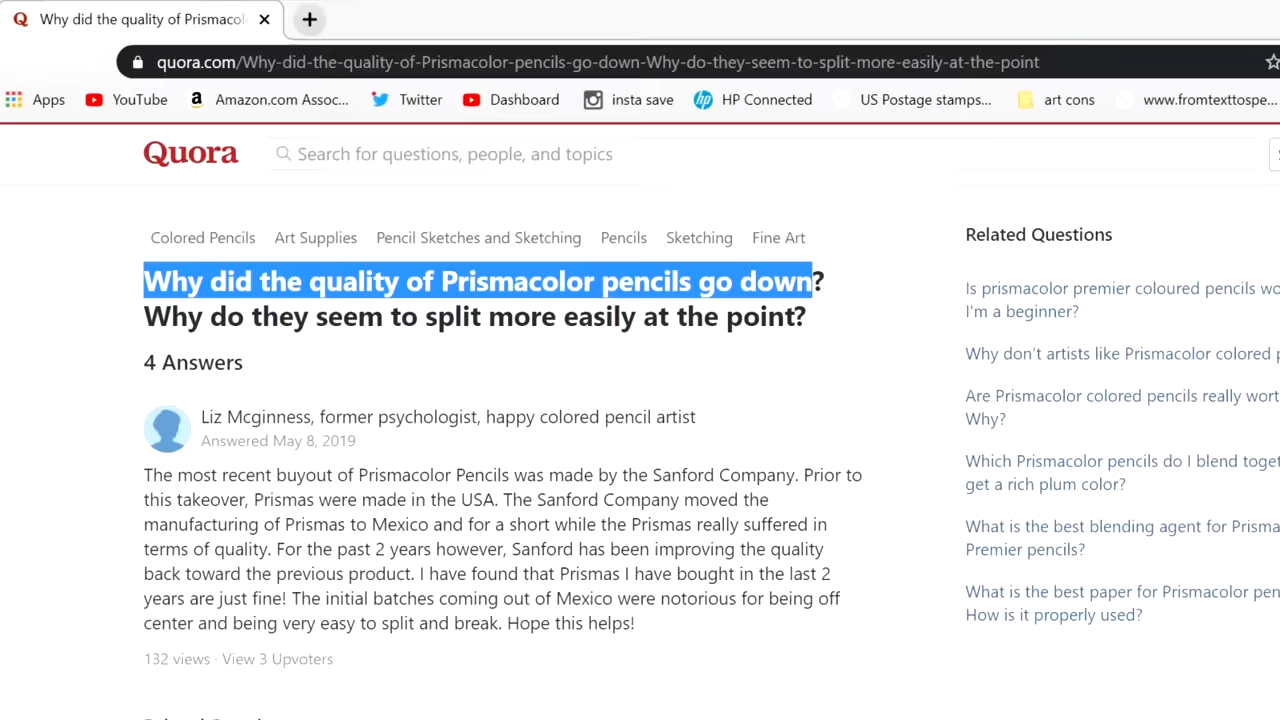 Why did the quality of Prismacol
quora.com/Why-did-the-quality-of-Prismacolor-pencils-go-down-Why-do-they-seem-to-split-more-easily-at-the-point
Apps YouTube Amazon.com Assoc... Twitter Dashboard insta save HP Connected US Postage stamps... art cons www.fromtexttospe...
Quora Search for questions, people, and topics
Colored Pencils Art Supplies Pencil Sketches and Sketching Pencils Sketching Fine Art
Why did the quality of Prismacolor pencils go down?
Why do they seem to split more easily at the point?
4 Answers
Liz Mcginness, former psychologist, happy colored pencil artist
Answered May 8, 2019
The most recent buyout of Prismacolor Pencils was made by the Sanford Company. Prior to
this takeover, Prismas were made in the USA. The Sanford Company moved the
manufacturing of Prismas to Mexico and for a short while the Prismas really suffered in
terms of quality. For the past 2 years however, Sanford has been improving the quality
back toward the previous product. I have found that Prismas I have bought in the last 2
years are just fine! The initial batches coming out of Mexico were notorious for being off
center and being very easy to split and break. Hope this helps!
132 views · View 3 Upvoters
Related Questions
Is prismacolor premier coloured pencils wo
I'm a beginner?
Why don't artists like Prismacolor colored p
Are Prismacolor colored pencils really wort
Why?
Which Prismacolor pencils do I blend toget
get a rich plum color?
What is the best blending agent for Prisma
Premier pencils?
What is the best paper for Prismacolor pen
How is it properly used?